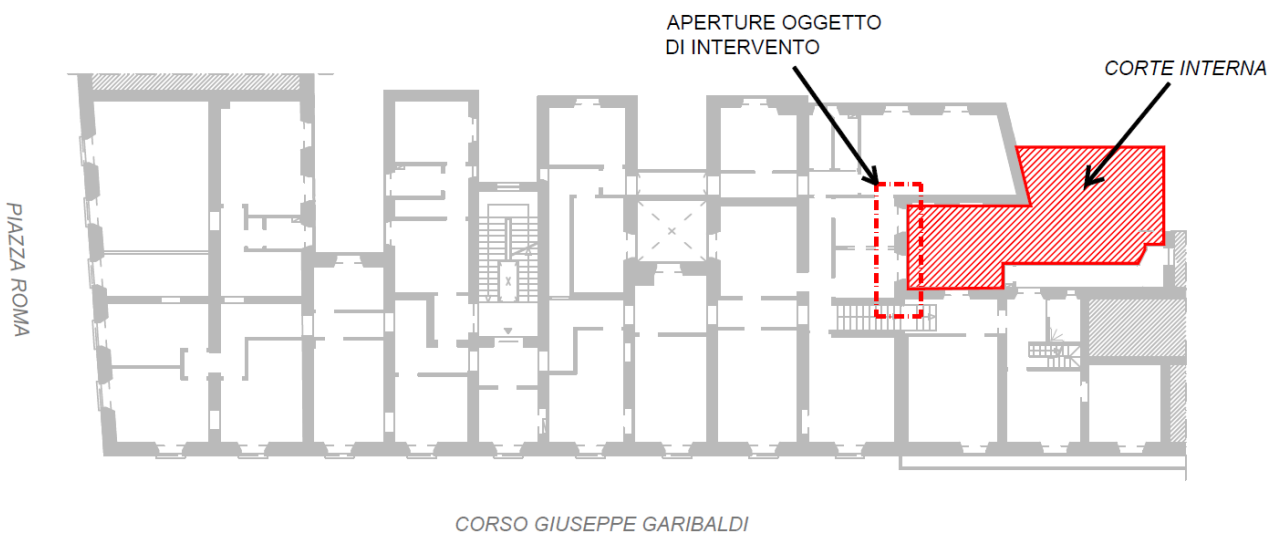 APERTURE OGGETTO
DI INTERVENTO
CORTE INTERNA
PIAZZA ROMA
CORSO GIUSEPPE GARIBALDI